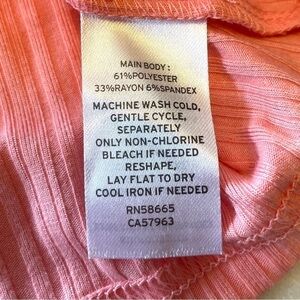 MAIN BODY :
61%POLYESTER
33%RAYON 6%SPANDEX
MACHINE WASH COLD,
GENTLE CYCLE,
SEPARATELY
ONLY NON-CHLORINE
BLEACH IF NEEDED
RESHAPE,
LAY FLAT TO DRY
COOL IRON IF NEEDED
RN58665
CA57963